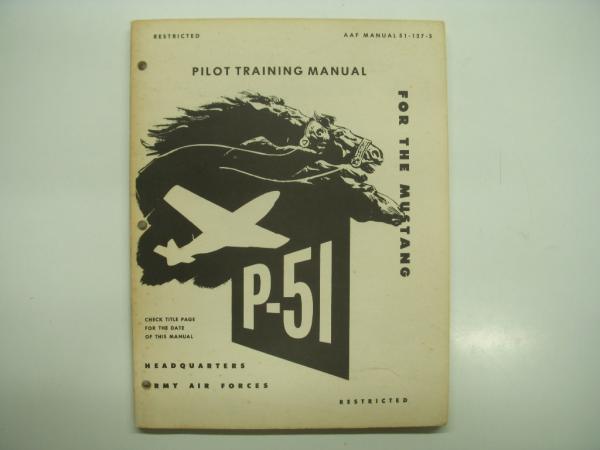 RESTRICTED
AAF MANUAL 51-127-5
PILOT TRAINING MANUAL
FOR THE MUSTANG
P-51
CHECK TITLE PAGE
FOR THE DATE
OF THIS MANUAL
HEADQUARTERS
RMY AIR FORCES
RESTRICTED